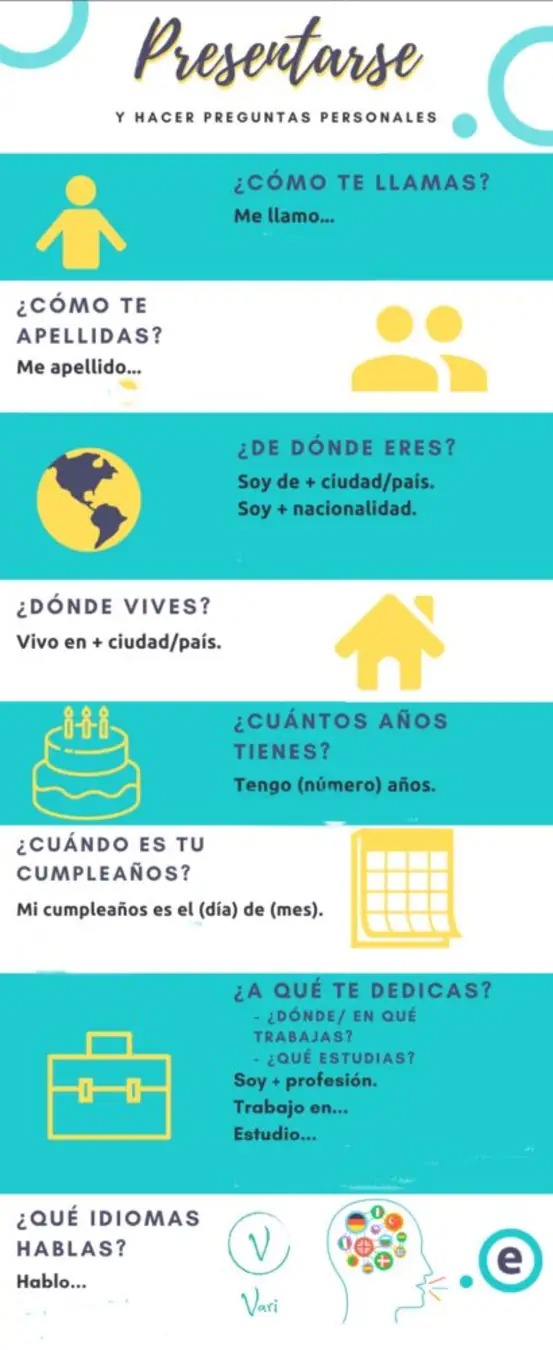 Presentarse
Y HACER PREGUNTAS PERSONALES
¿CÓMO TE LLAMAS?
Me llamo...
¿CÓMO TE
APELLIDAS?
Me apellido...
¿DE DÓNDE ERES?
Soy de + ciudad/país.
Soy + nacionalidad.
¿DÓNDE VIVES?
Vivo en + ciudad/país.
¿CUÁNTOS AÑOS
TIENES?
Tengo (número) años.
¿CUÁNDO ES TU
CUMPLEAÑOS?
Mi cumpleaños es el (día) de (mes).
¿A QUÉ TE DEDICAS?
- ¿DÓNDE/ EN QUÉ
TRABAJAS?
- ¿QUÉ ESTUDIAS?
Soy + profesión.
Trabajo en...
Estudio...
¿QUÉ IDIOMAS
HABLAS?
Hablo...
V
Vari
e